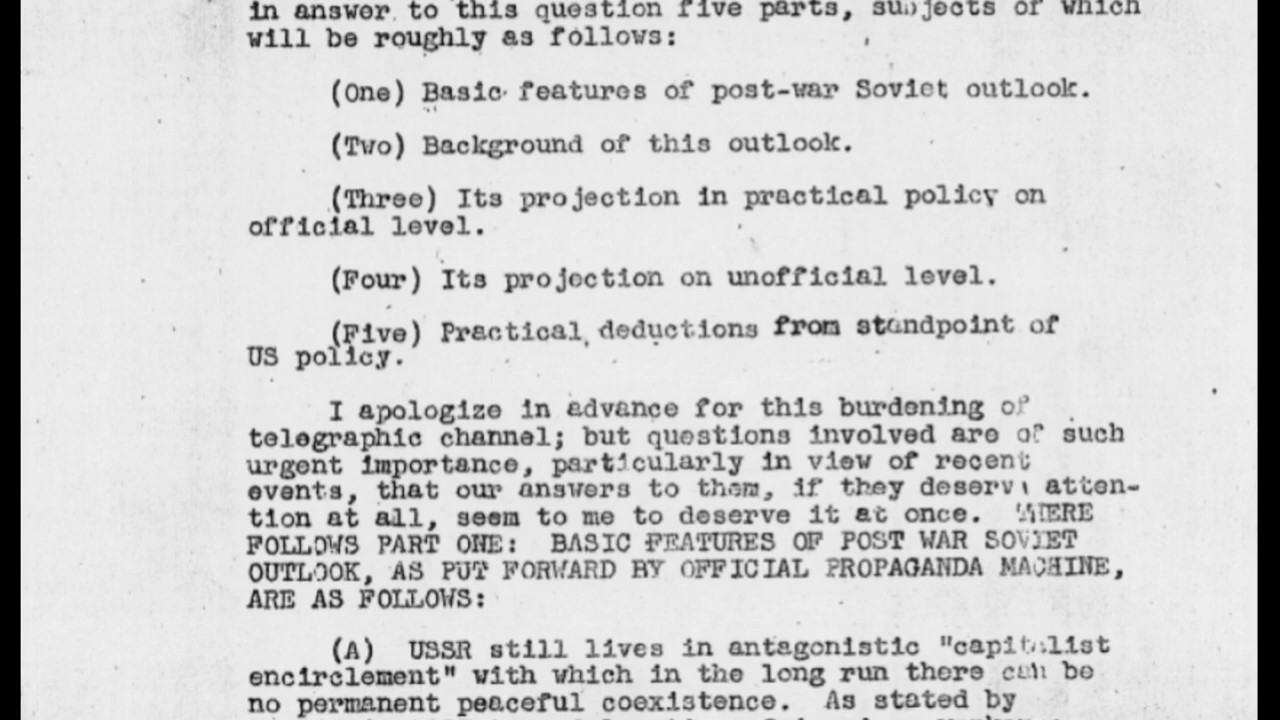 in answer to this question five parts, subjects of which
will be roughly as follows:
(One) Basic features of post-war Soviet outlook.
(Two) Background of this outlook.
(Three) Its projection in practical policy on
official level.
(Four) Its projection on unofficial level.
(Five) Practical deductions from standpoint of
US policy.
I apologize in advance for this burdening of
telegraphic channel; but questions involved are of such
urgent importance, particularly in view of recent
events, that our answers to them, if they deserve atten-
tion at all, seem to me to deserve it at once. THERE
FOLLOWS PART ONE: BASIC FEATURES OF POST WAR SOVIET
OUTLOOK, AS PUT FORWARD BY OFFICIAL PROPAGANDA MACHINE,
ARE AS FOLLOWS:
(A) USSR still lives in antagonistic "capitalist
encirclement" with which in the long run there can be
no permanent peaceful coexistence. As stated by